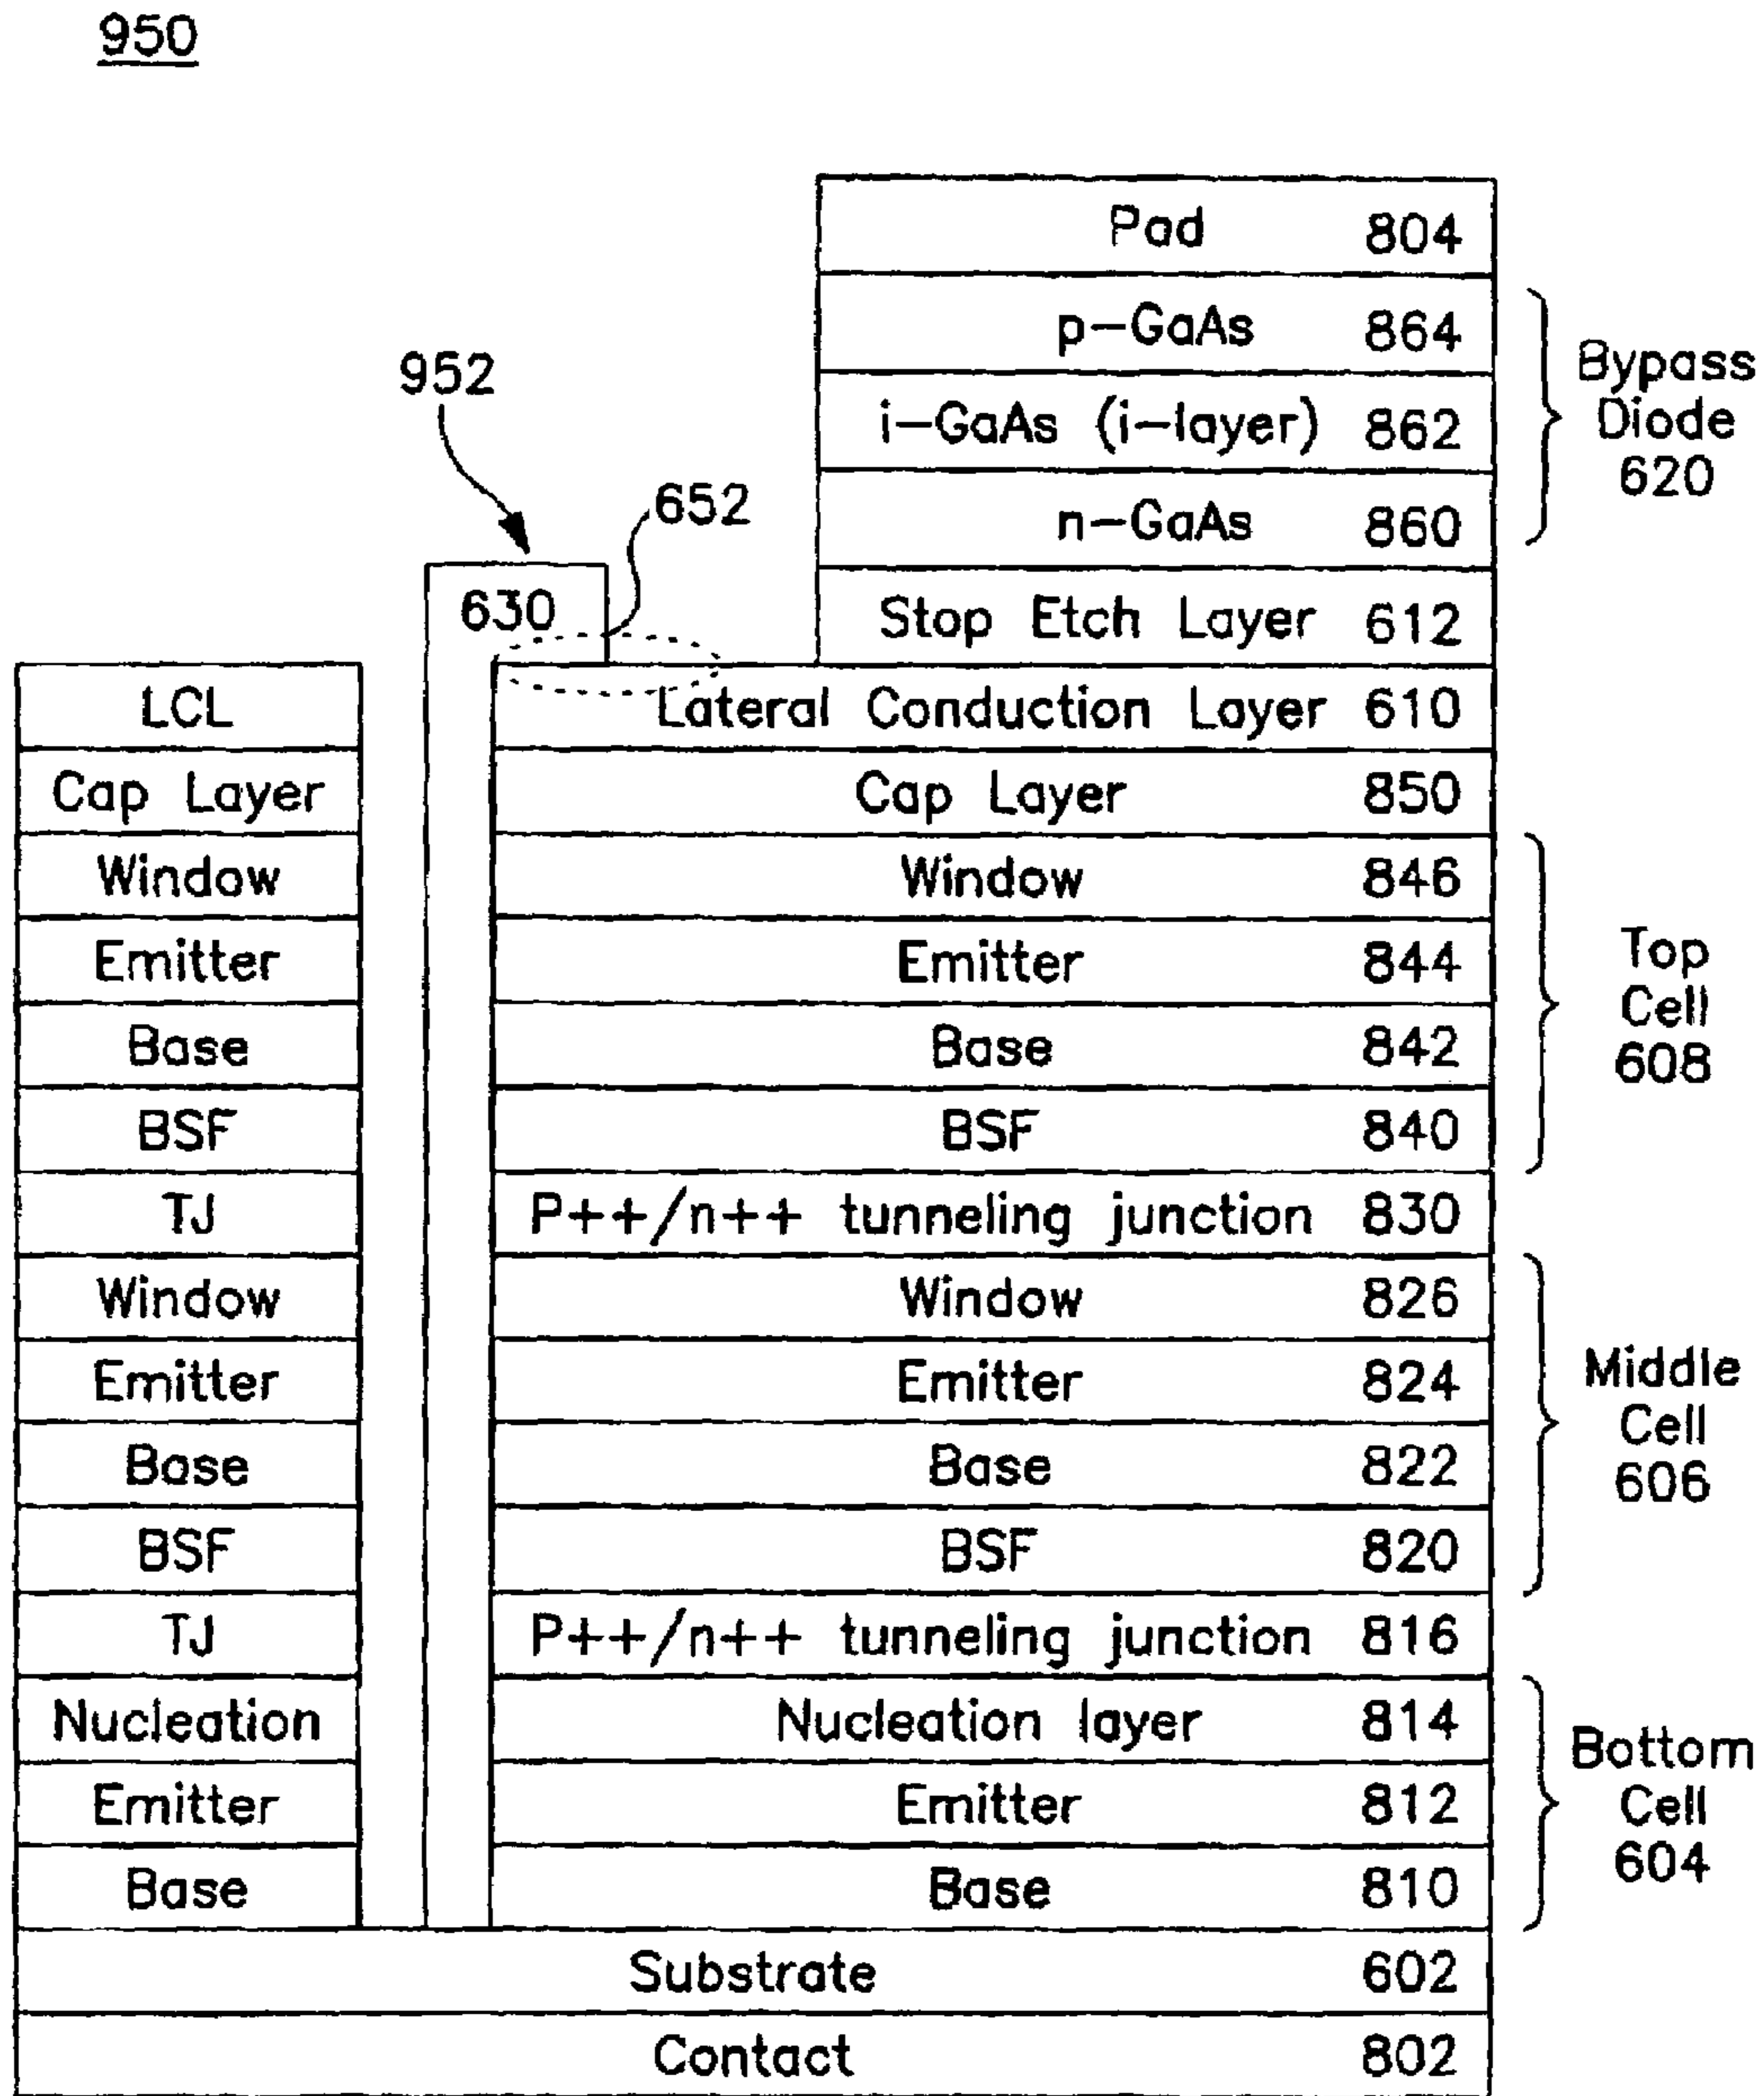 950
Pad 804
p-GaAs 864
i-GaAs (i-layer) 862
n-GaAs 860
Bypass
Diode
620
952
652
630
Stop Etch Layer 612
LCL
Lateral Conduction Layer 610
Cap Layer
Cap Layer 850
Window
Window 846
Emitter
Emitter 844
Base
Base 842
BSF
BSF 840
Top
Cell
608
TJ
P++/n++ tunneling junction 830
Window
Window 826
Emitter
Emitter 824
Base
Base 822
BSF
BSF 820
Middle
Cell
606
TJ
P++/n++ tunneling junction 816
Nucleation
Nucleation layer 814
Emitter
Emitter 812
Base
Base 810
Bottom
Cell
604
Substrate 602
Contact 802